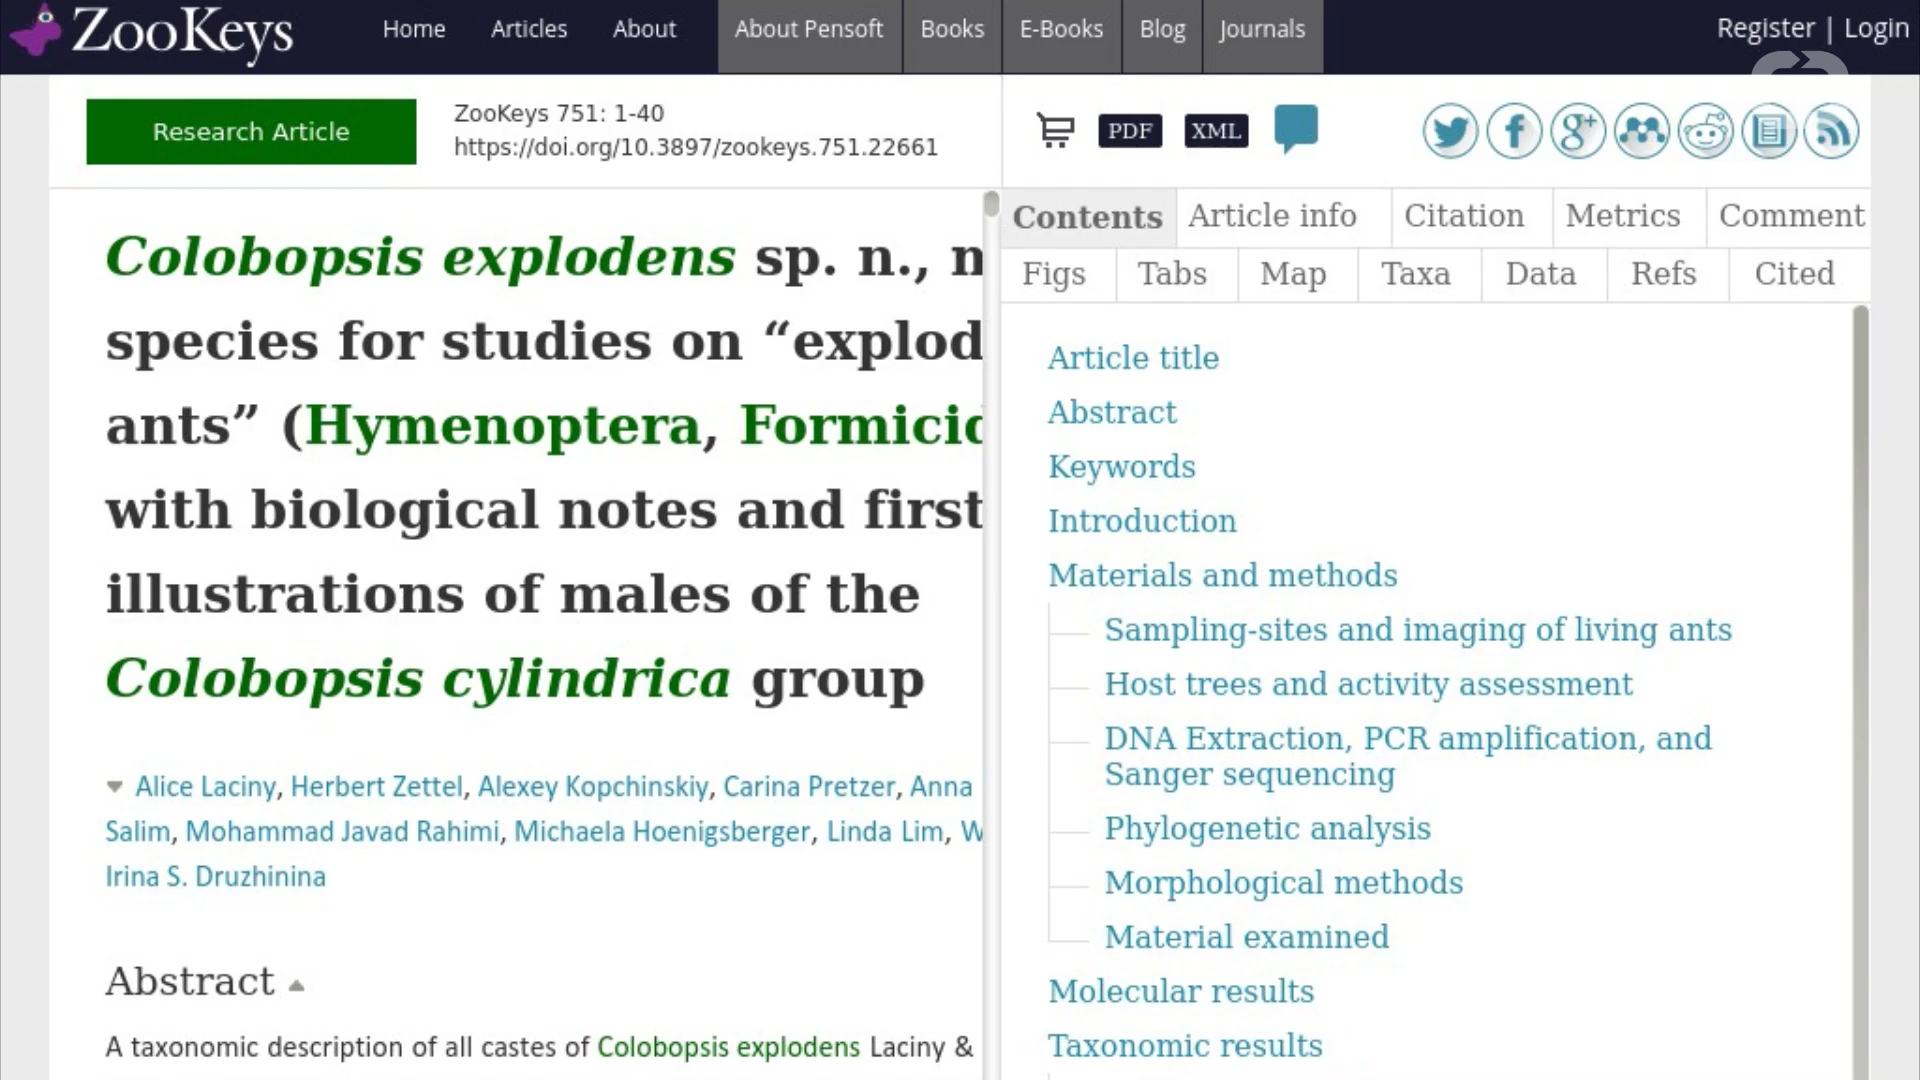 ZooKeys Home Articles About About Pensoft Books E-Books Blog Journals Register | Login
Research Article
ZooKeys 751: 1-40
https://doi.org/10.3897/zookeys.751.22661
PDF XML
Colobopsis explodens sp. n.,
species for studies on “explod
ants” (Hymenoptera, Formicid
with biological notes and first
illustrations of males of the
Colobopsis cylindrica group
Alice Laciny, Herbert Zettel, Alexey Kopchinskiy, Carina Pretzer, Anna
Salim, Mohammad Javad Rahimi, Michaela Hoenigsberger, Linda Lim, W
Irina S. Druzhinina
Abstract
A taxonomic description of all castes of Colobopsis explodens Laciny &
Contents Article info Citation Metrics Comment
Figs Tabs Map Taxa Data Refs Cited
Article title
Abstract
Keywords
Introduction
Materials and methods
Sampling-sites and imaging of living ants
Host trees and activity assessment
DNA Extraction, PCR amplification, and
Sanger sequencing
Phylogenetic analysis
Morphological methods
Material examined
Molecular results
Taxonomic results